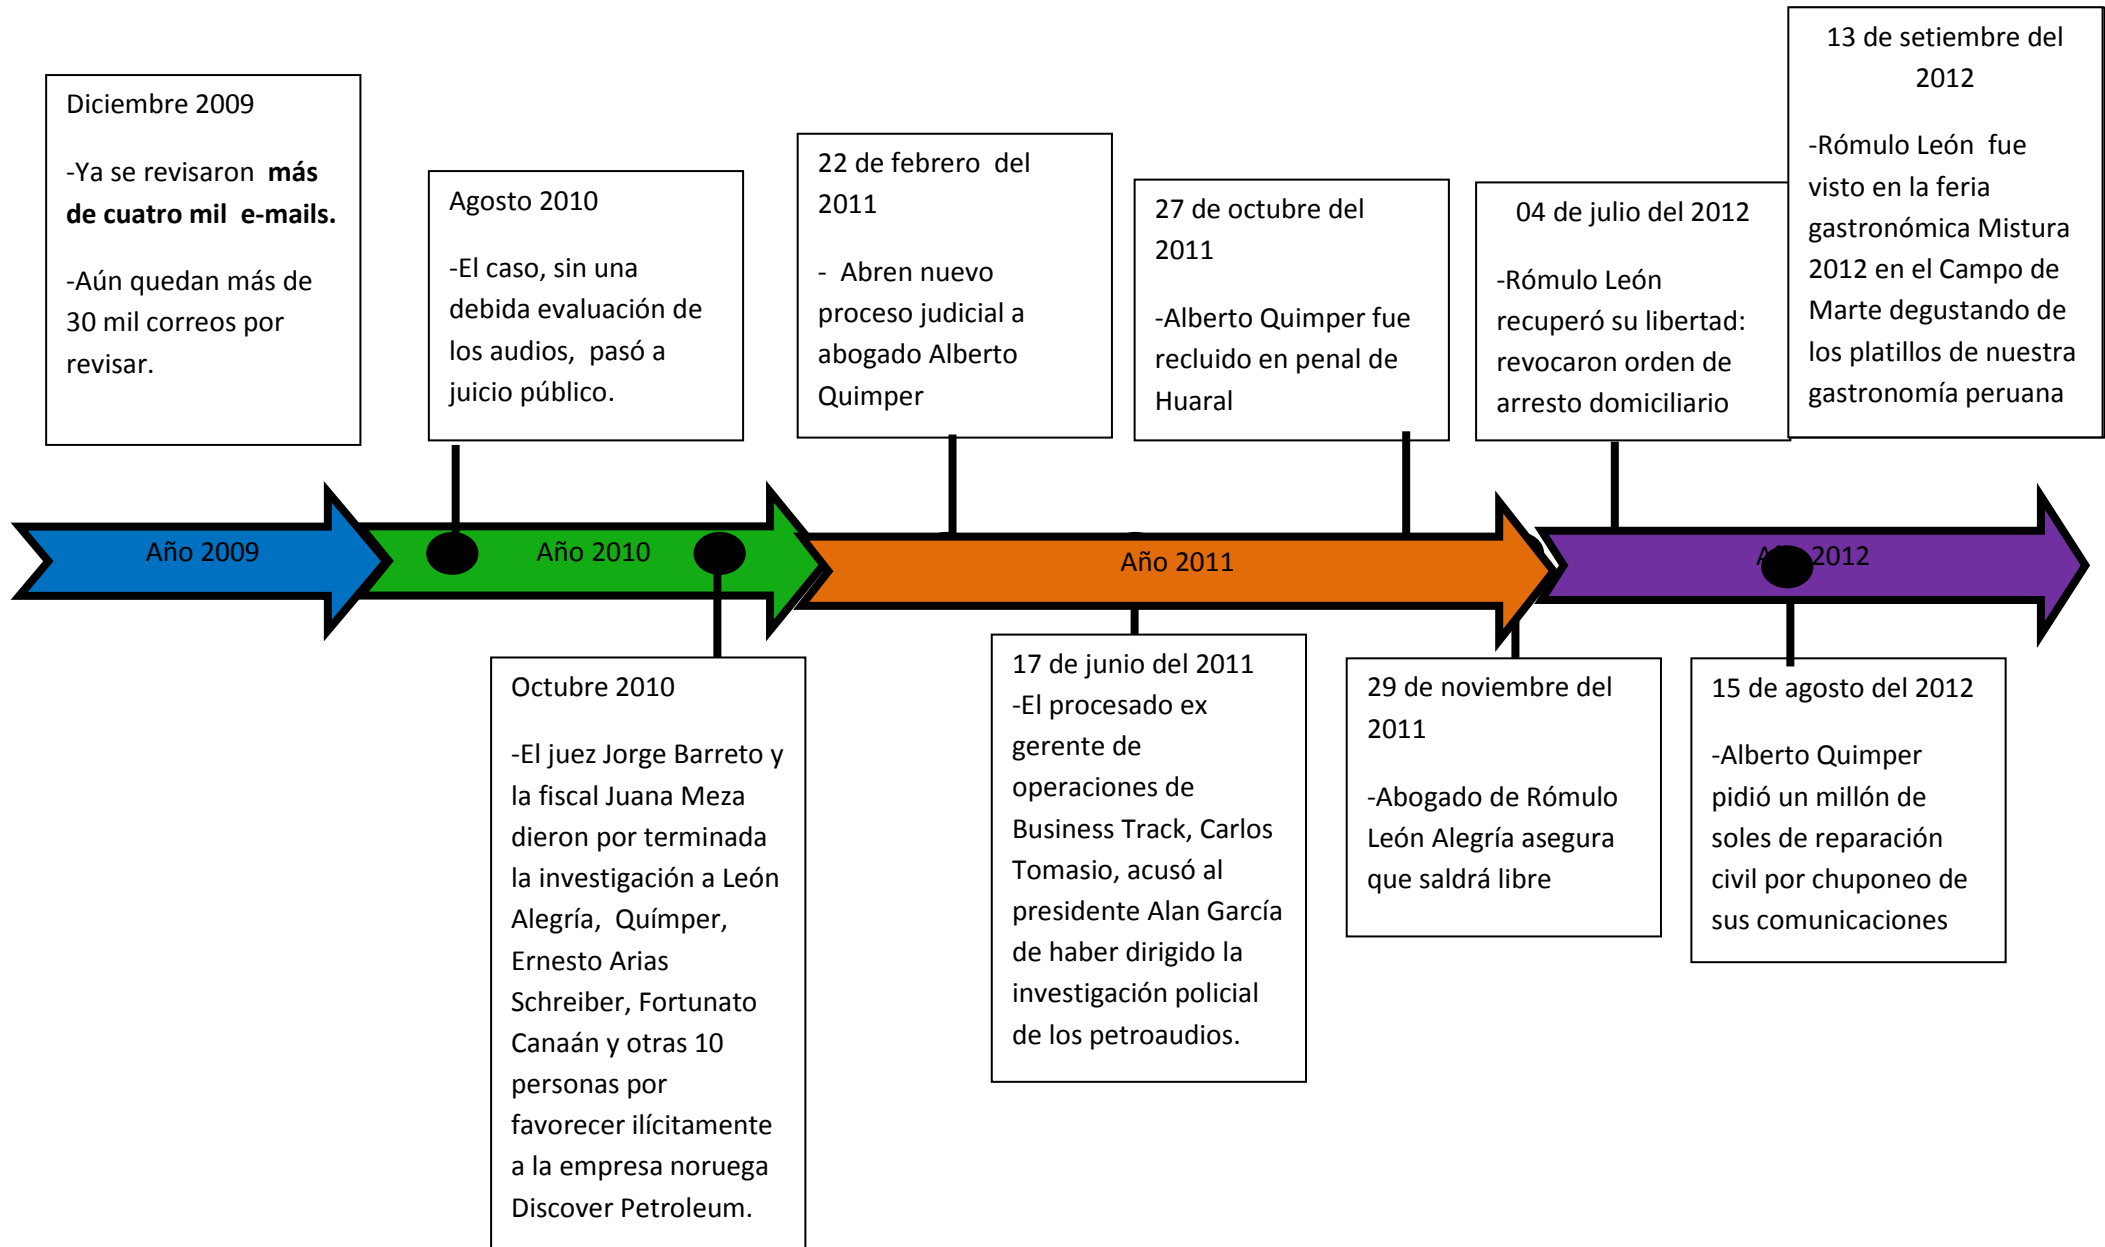 Diciembre 2009
-Ya se revisaron más
de cuatro mil e-mails.
-Aún quedan más de
30 mil correos por
revisar.
Agosto 2010
-El caso, sin una
debida evaluación de
los audios, pasó a
juicio público.
22 de febrero del
2011
- Abren nuevo
proceso judicial a
abogado Alberto
Quimper
27 de octubre del
2011
-Alberto Quimper fue
recluido en penal de
Huaral
04 de julio del 2012
-Rómulo León
recuperó su libertad:
revocaron orden de
arresto domiciliario
13 de setiembre del
2012
-Rómulo León fue
visto en la feria
gastronómica Mistura
2012 en el Campo de
Marte degustando de
los platillos de nuestra
gastronomía peruana
Año 2009
Año 2010
Año 2011
2012
Octubre 2010
-El juez Jorge Barreto y
la fiscal Juana Meza
dieron por terminada
la investigación a León
Alegría, Químper,
Ernesto Arias
Schreiber, Fortunato
Canaán y otras 10
personas por
favorecer ilícitamente
a la empresa noruega
Discover Petroleum.
17 de junio del 2011
-El procesado ex
gerente de
operaciones de
Business Track, Carlos
Tomasio, acusó al
presidente Alan García
de haber dirigido la
investigación policial
de los petroaudios.
29 de noviembre del
2011
-Abogado de Rómulo
León Alegría asegura
que saldrá libre
15 de agosto del 2012
-Alberto Quimper
pidió un millón de
soles de reparación
civil por chuponeo de
sus comunicaciones